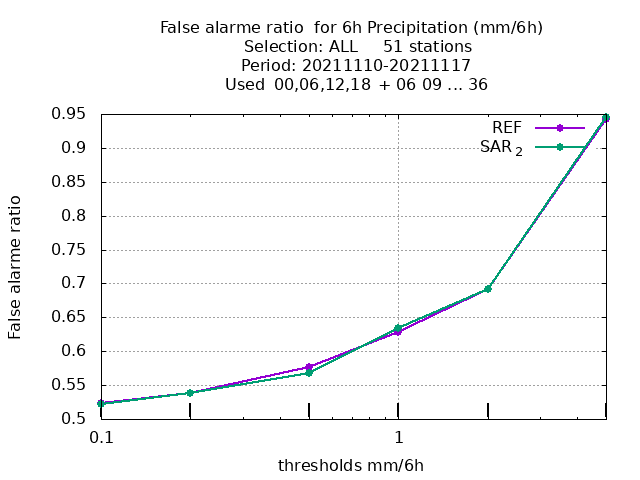 False alarme ratio  for 6h Precipitation (mm/6h)
Selection: ALL     51 stations
Period: 20211110-20211117
Used  00,06,12,18 + 06 09 ... 36
REF
SAR 2
0.95
0.9
0.85
0.8
0.75
0.7
0.65
0.6
0.55
0.5
False alarme ratio
0.1
1
thresholds mm/6h